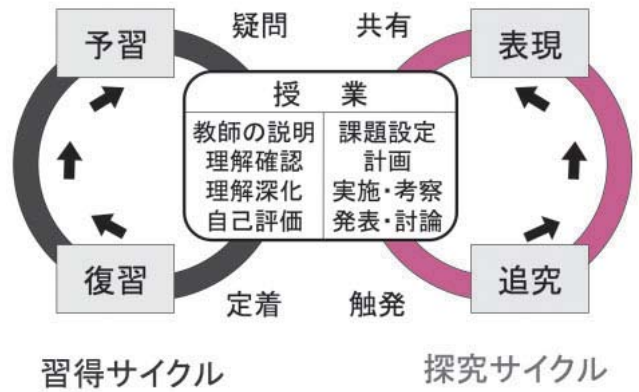 疑問 共有
予習
表現
授 業
教師の説明 課題設定
理解確認 計画
理解深化 実施・考察
自己評価 発表・討論
復習
追究
定着 触発
習得サイクル 探究サイクル